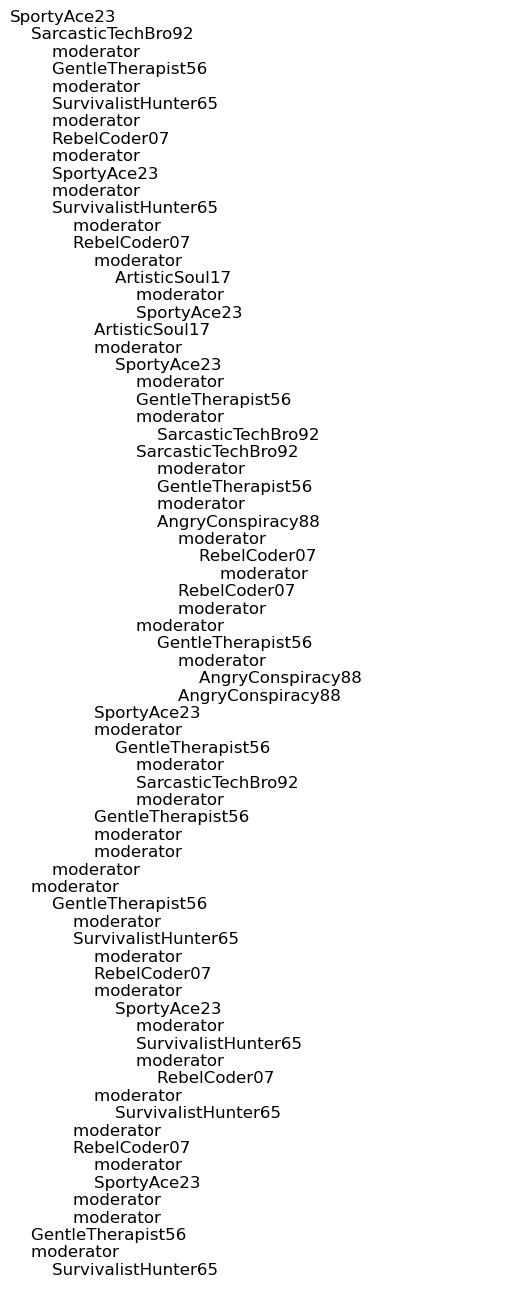 SportyAce23
SarcasticTechBro92
moderator
GentleTherapist56
moderator
SurvivalistHunter65
moderator
RebelCoder07
moderator
SportyAce23
moderator
SurvivalistHunter65
moderator
RebelCoder07
moderator
ArtisticSoul17
moderator
SportyAce23
ArtisticSoul17
moderator
SportyAce23
moderator
GentleTherapist56
moderator
SarcasticTechBro92
SarcasticTechBro92
moderator
GentleTherapist56
moderator
AngryConspiracy88
moderator
RebelCoder07
moderator
RebelCoder07
moderator
moderator
GentleTherapist56
moderator
AngryConspiracy88
AngryConspiracy88
SportyAce23
moderator
GentleTherapist56
moderator
SarcasticTechBro92
moderator
GentleTherapist56
moderator
moderator
moderator
moderator
GentleTherapist56
moderator
SurvivalistHunter65
moderator
RebelCoder07
moderator
SportyAce23
moderator
SurvivalistHunter65
moderator
RebelCoder07
moderator
SurvivalistHunter65
moderator
RebelCoder07
moderator
SportyAce23
moderator
moderator
GentleTherapist56
moderator
SurvivalistHunter65